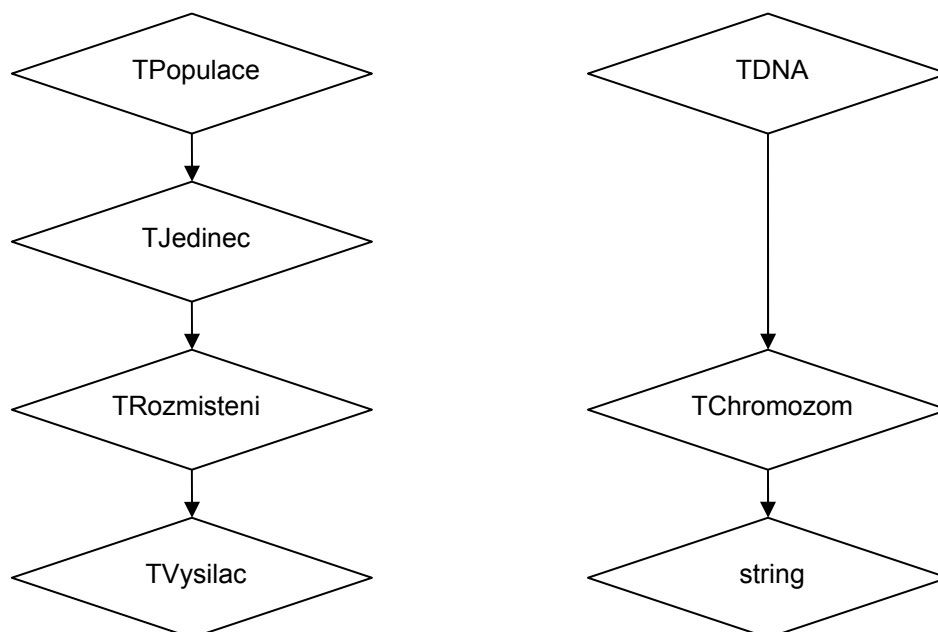 TPopulace
TDNA
TJedinec
TRozmisteni
TChromozom
TVysilac
string